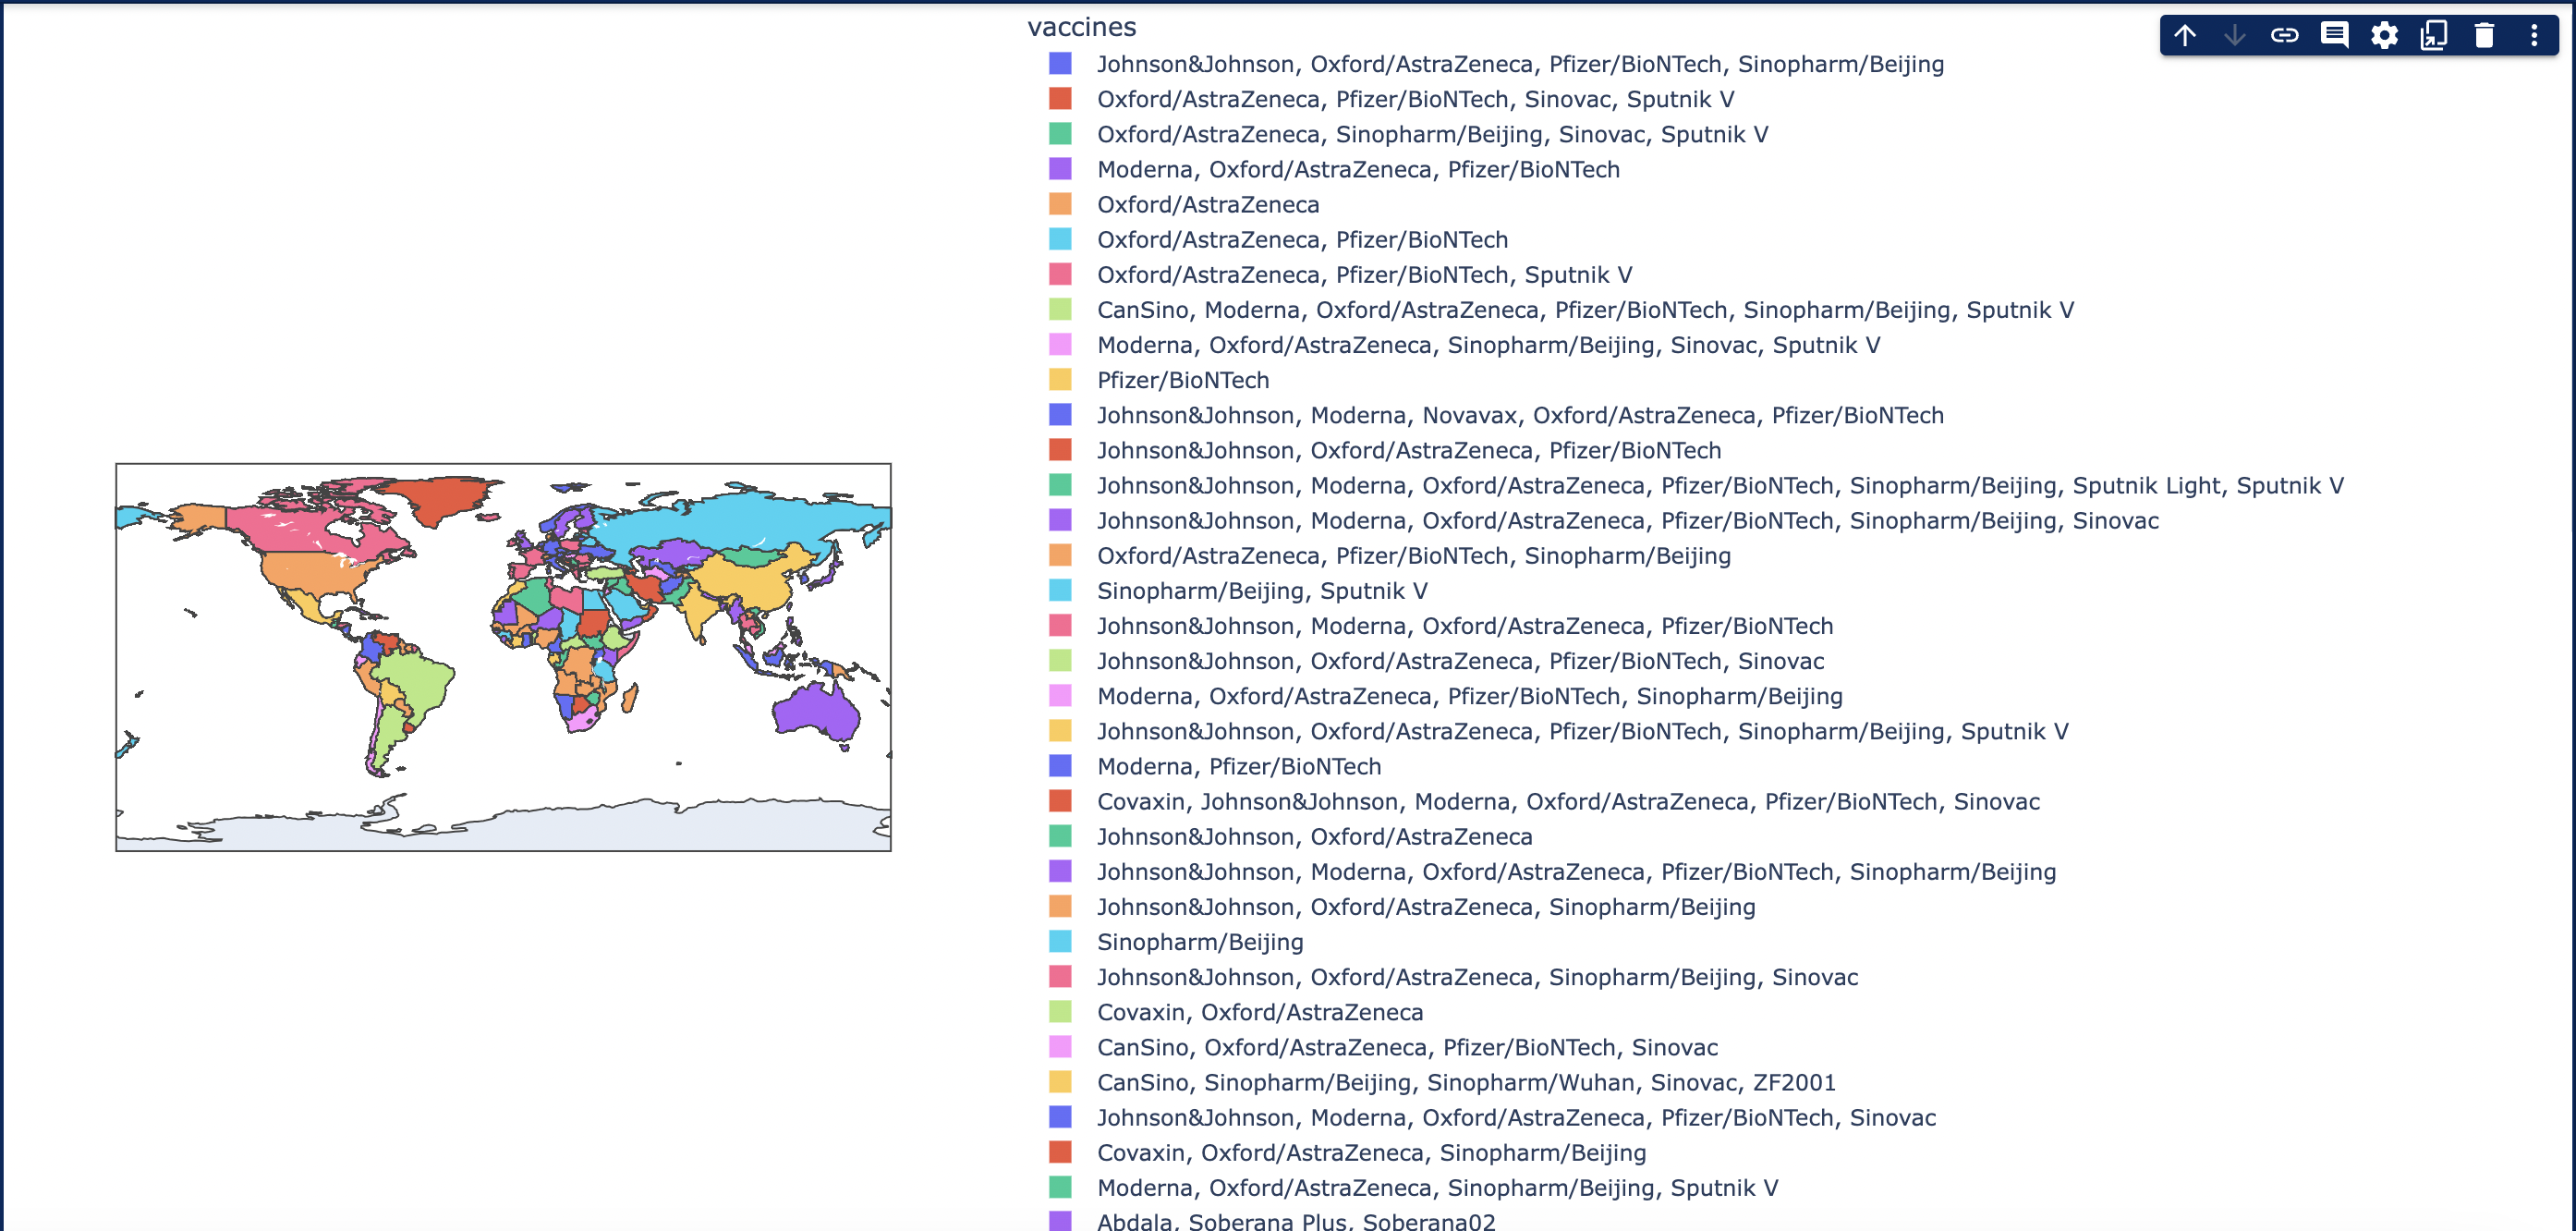 vaccines
Johnson&Johnson, Oxford/AstraZeneca, Pfizer/BioNTech, Sinopharm/Beijing
Oxford/AstraZeneca, Pfizer/BioNTech, Sinovac, Sputnik V
Oxford/AstraZeneca, Sinopharm/Beijing, Sinovac, Sputnik V
Moderna, Oxford/AstraZeneca, Pfizer/BioNTech
Oxford/AstraZeneca
Oxford/AstraZeneca, Pfizer/BioNTech
Oxford/AstraZeneca, Pfizer/BioNTech, Sputnik V
CanSino, Moderna, Oxford/AstraZeneca, Pfizer/BioNTech, Sinopharm/Beijing, Sputnik V
Moderna, Oxford/AstraZeneca, Sinopharm/Beijing, Sinovac, Sputnik V
Pfizer/BioNTech
Johnson&Johnson, Moderna, Novavax, Oxford/AstraZeneca, Pfizer/BioNTech
Johnson&Johnson, Oxford/AstraZeneca, Pfizer/BioNTech
Johnson&Johnson, Moderna, Oxford/AstraZeneca, Pfizer/BioNTech, Sinopharm/Beijing, Sputnik Light, Sputnik V
Johnson&Johnson, Moderna, Oxford/AstraZeneca, Pfizer/BioNTech, Sinopharm/Beijing, Sinovac
Oxford/AstraZeneca, Pfizer/BioNTech, Sinopharm/Beijing
Sinopharm/Beijing, Sputnik V
Johnson&Johnson, Moderna, Oxford/AstraZeneca, Pfizer/BioNTech
Johnson&Johnson, Oxford/AstraZeneca, Pfizer/BioNTech, Sinovac
Moderna, Oxford/AstraZeneca, Pfizer/BioNTech, Sinopharm/Beijing
Johnson&Johnson, Oxford/AstraZeneca, Pfizer/BioNTech, Sinopharm/Beijing, Sputnik V
Moderna, Pfizer/BioNTech
Covaxin, Johnson&Johnson, Moderna, Oxford/AstraZeneca, Pfizer/BioNTech, Sinovac
Johnson&Johnson, Oxford/AstraZeneca
Johnson&Johnson, Moderna, Oxford/AstraZeneca, Pfizer/BioNTech, Sinopharm/Beijing
Johnson&Johnson, Oxford/AstraZeneca, Sinopharm/Beijing
Sinopharm/Beijing
Johnson&Johnson, Oxford/AstraZeneca, Sinopharm/Beijing, Sinovac
Covaxin, Oxford/AstraZeneca
CanSino, Oxford/AstraZeneca, Pfizer/BioNTech, Sinovac
CanSino, Sinopharm/Beijing, Sinopharm/Wuhan, Sinovac, ZF2001
Johnson&Johnson, Moderna, Oxford/AstraZeneca, Pfizer/BioNTech, Sinovac
Covaxin, Oxford/AstraZeneca, Sinopharm/Beijing
Moderna, Oxford/AstraZeneca, Sinopharm/Beijing, Sputnik V
Abdala, Soberana Plus, Soberana02